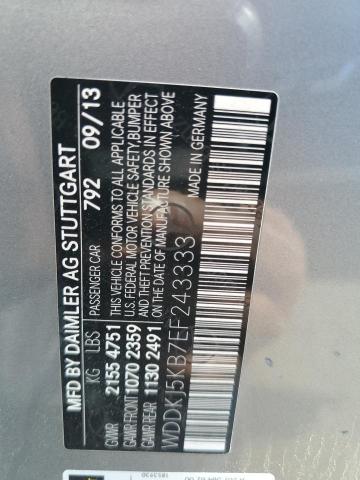 MFD BY DAIMLER AG STUTTGART
KG LBS PASSENGER CAR 792 09/13
GVWR 2155 4751 THIS VEHICLE CONFORMS TO ALL APPLICABLE
GAWR FRONT 1070 2359 U.S. FEDERAL MOTOR VEHICLE SAFETY, BUMPER
GAWR REAR 1130 2491 AND THEFT PREVENTION STANDARDS IN EFFECT
ON THE DATE OF MANUFACTURE SHOWN ABOVE
WDDKJ5KB7EF243333 MADE IN GERMANY